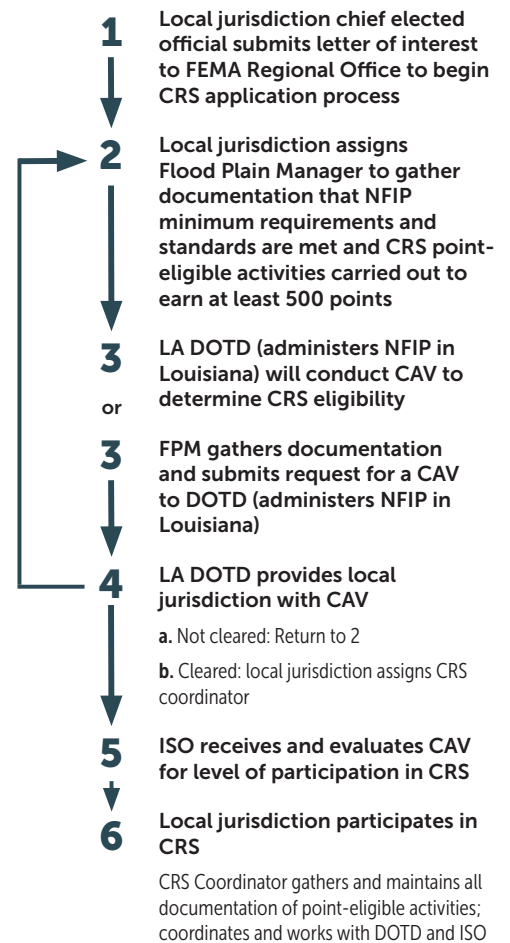 1
Local jurisdiction chief elected
official submits letter of interest
to FEMA Regional Office to begin
CRS application process
2
Local jurisdiction assigns
Flood Plain Manager to gather
documentation that NFIP
minimum requirements and
standards are met and CRS point-
eligible activities carried out to
earn at least 500 points
3
LA DOTD (administers NFIP in
Louisiana) will conduct CAV to
determine CRS eligibility
or
3
FPM gathers documentation
and submits request for a CAV
to DOTD (administers NFIP in
Louisiana)
4
LA DOTD provides local
jurisdiction with CAV
a. Not cleared: Return to 2
b. Cleared: local jurisdiction assigns CRS
coordinator
5
ISO receives and evaluates CAV
for level of participation in CRS
6
Local jurisdiction participates in
CRS
CRS Coordinator gathers and maintains all
documentation of point-eligible activities;
coordinates and works with DOTD and ISO